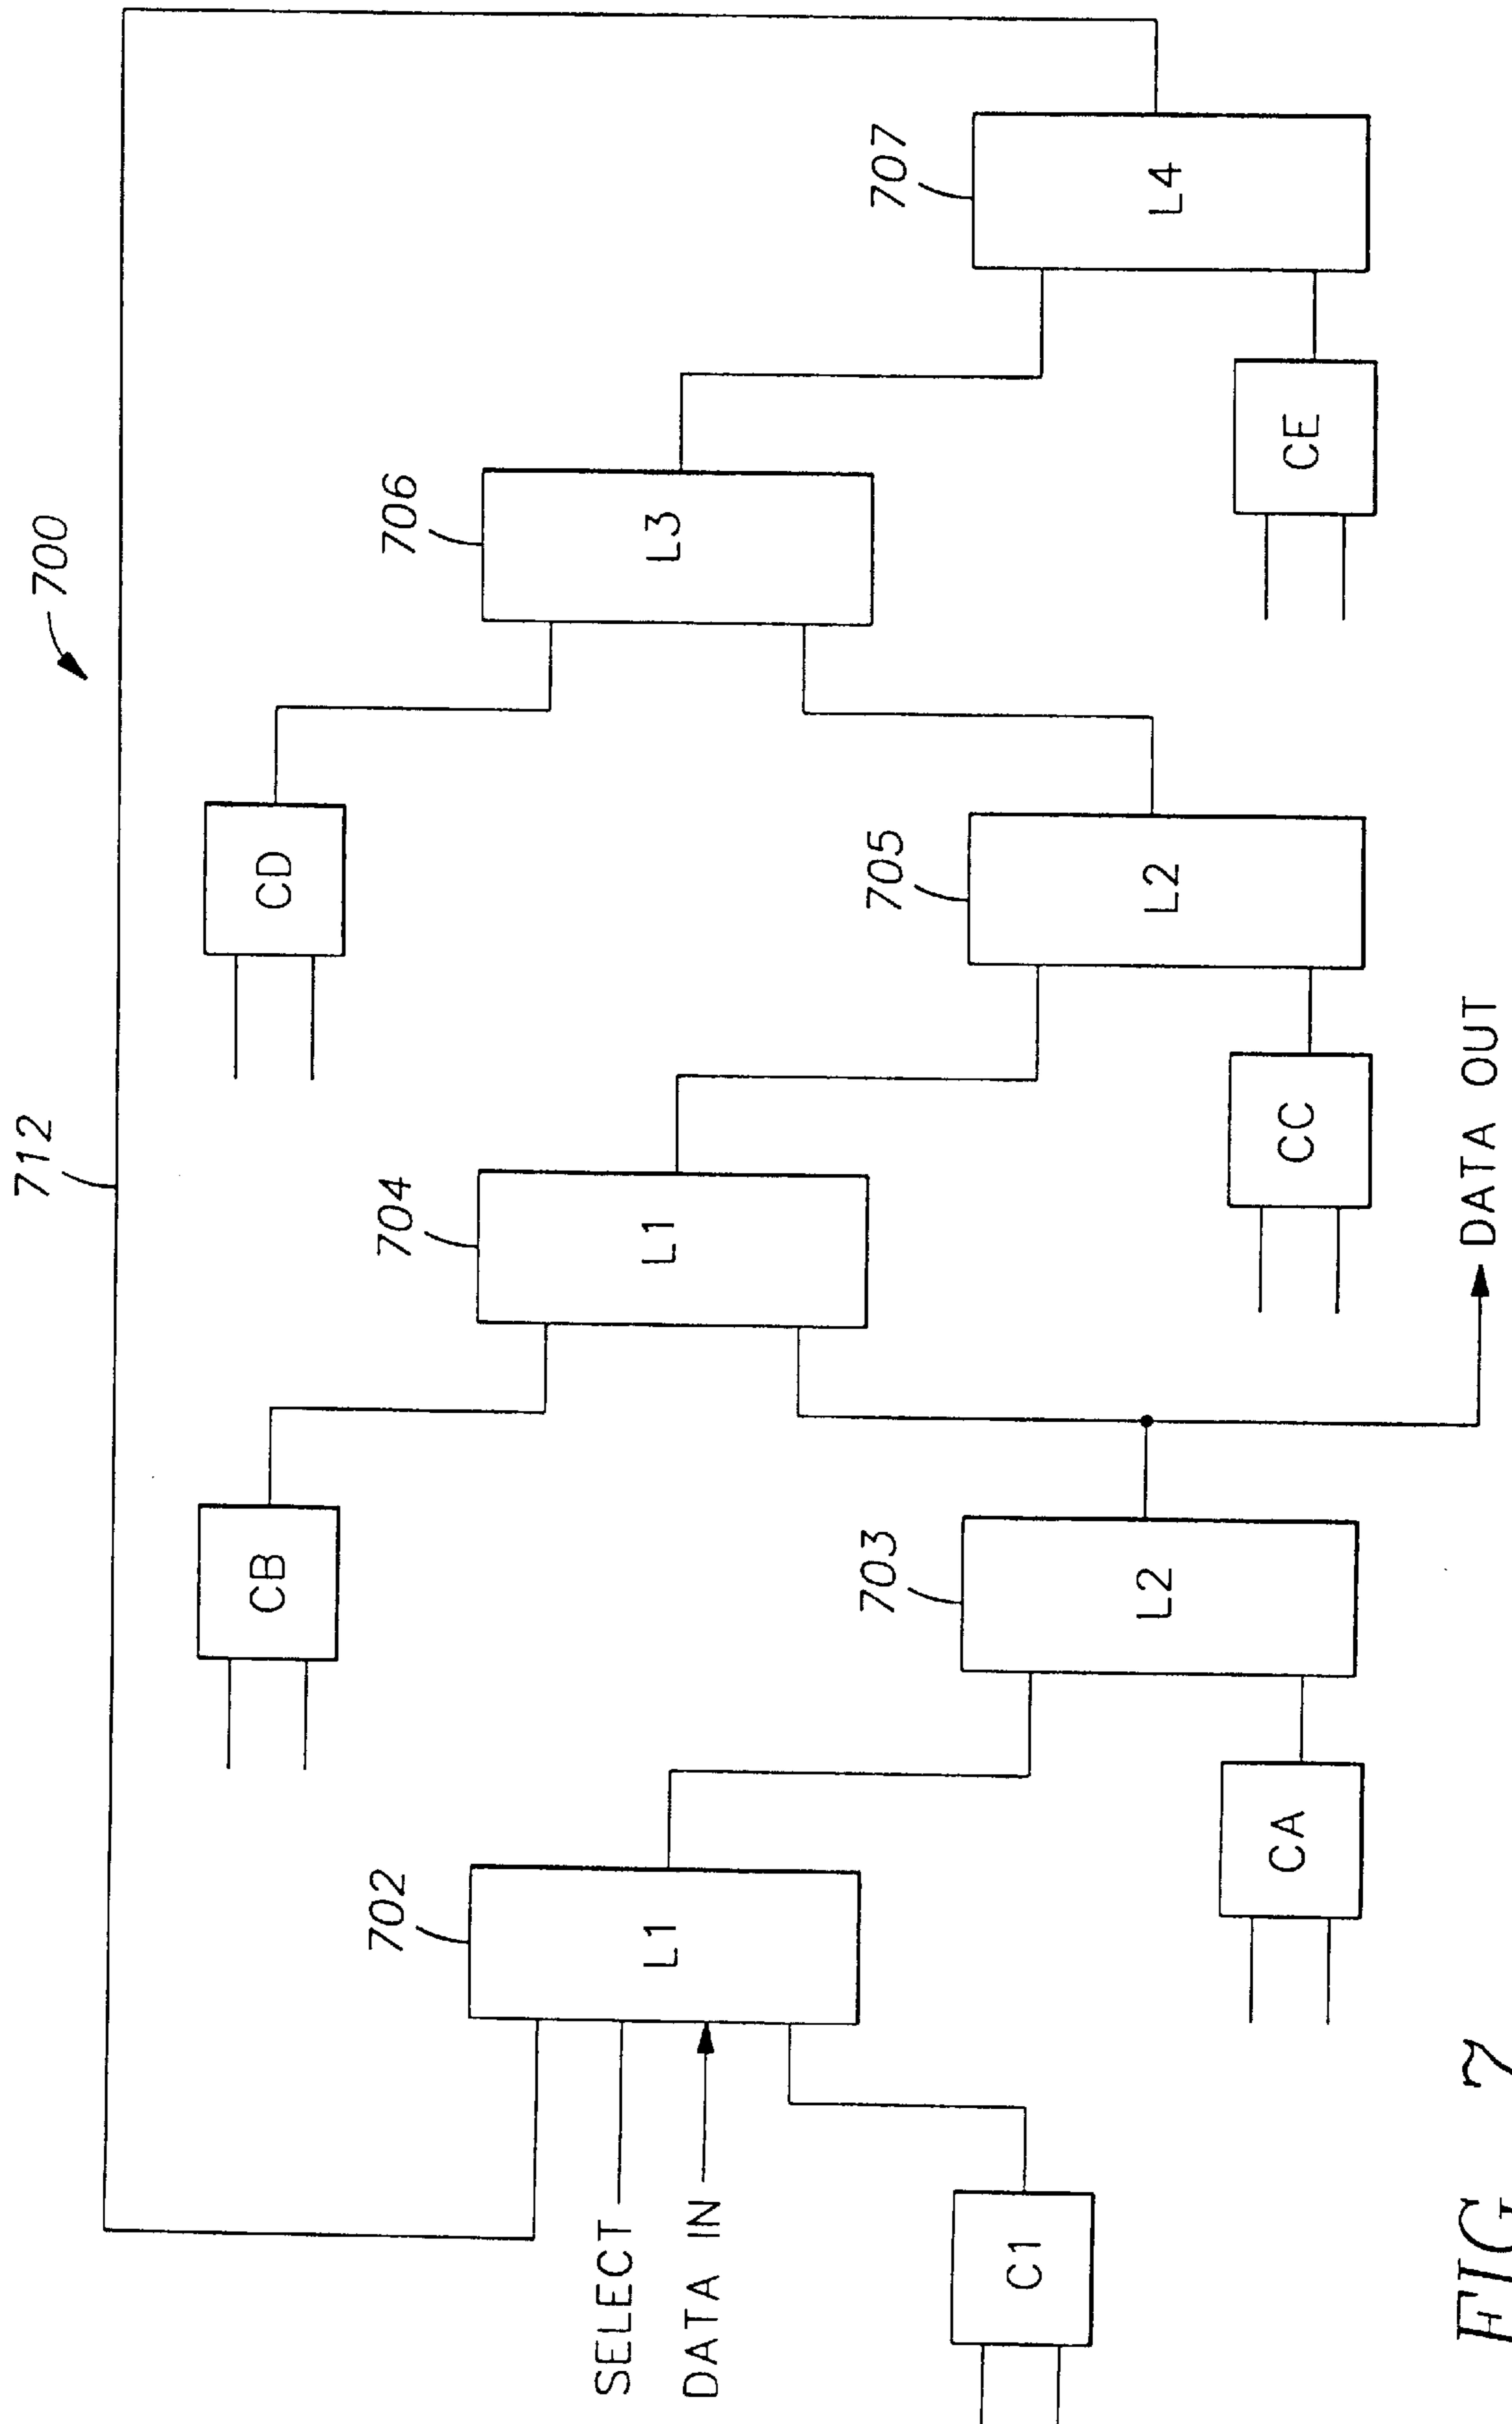 712
700
CB
CD
702
L1
704
L1
706
L3
SELECT
DATA IN
703
L2
705
L2
707
L4
C1
CA
CC
CE
DATA OUT
FIG. 7